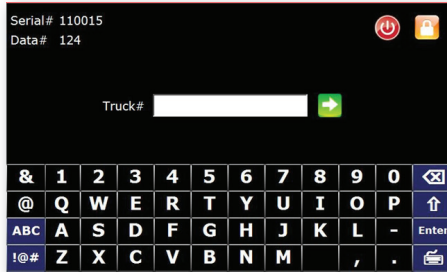 Serial# 110015
Data# 124
Truck#
& 1 2 3 4 5 6 7 8 9 0
@ Q W E R T Y U I O P
ABC A S D F G H J K L - Enter
!@# Z X C V B N M , .